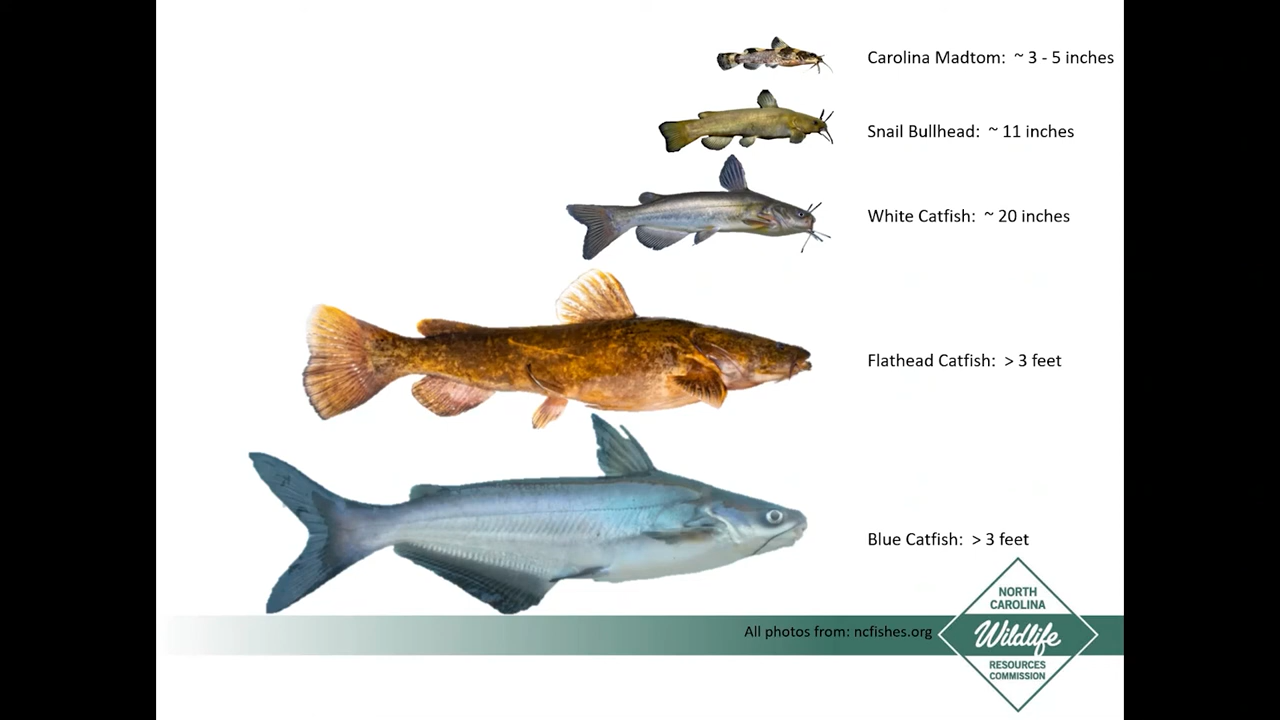 Carolina Madtom: ~ 3 - 5 inches
Snail Bullhead: ~ 11 inches
White Catfish: ~ 20 inches
Flathead Catfish: > 3 feet
Blue Catfish: > 3 feet
All photos from: ncfishes.org
NORTH
CAROLINA
Wildlife
RESOURCES
COMMISSION